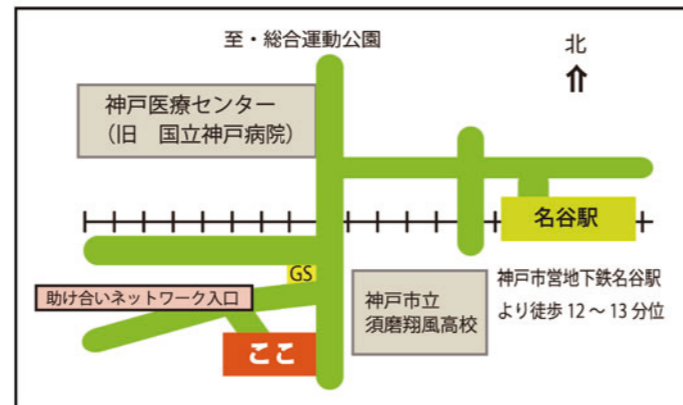 至・総合運動公園
北
⇑
神戸医療センター
（旧　国立神戸病院）
名谷駅
GS
助け合いネットワーク入口
神戸市立
須磨翔風高校
神戸市営地下鉄名谷駅
より徒歩 12 〜 13 分位
ここ